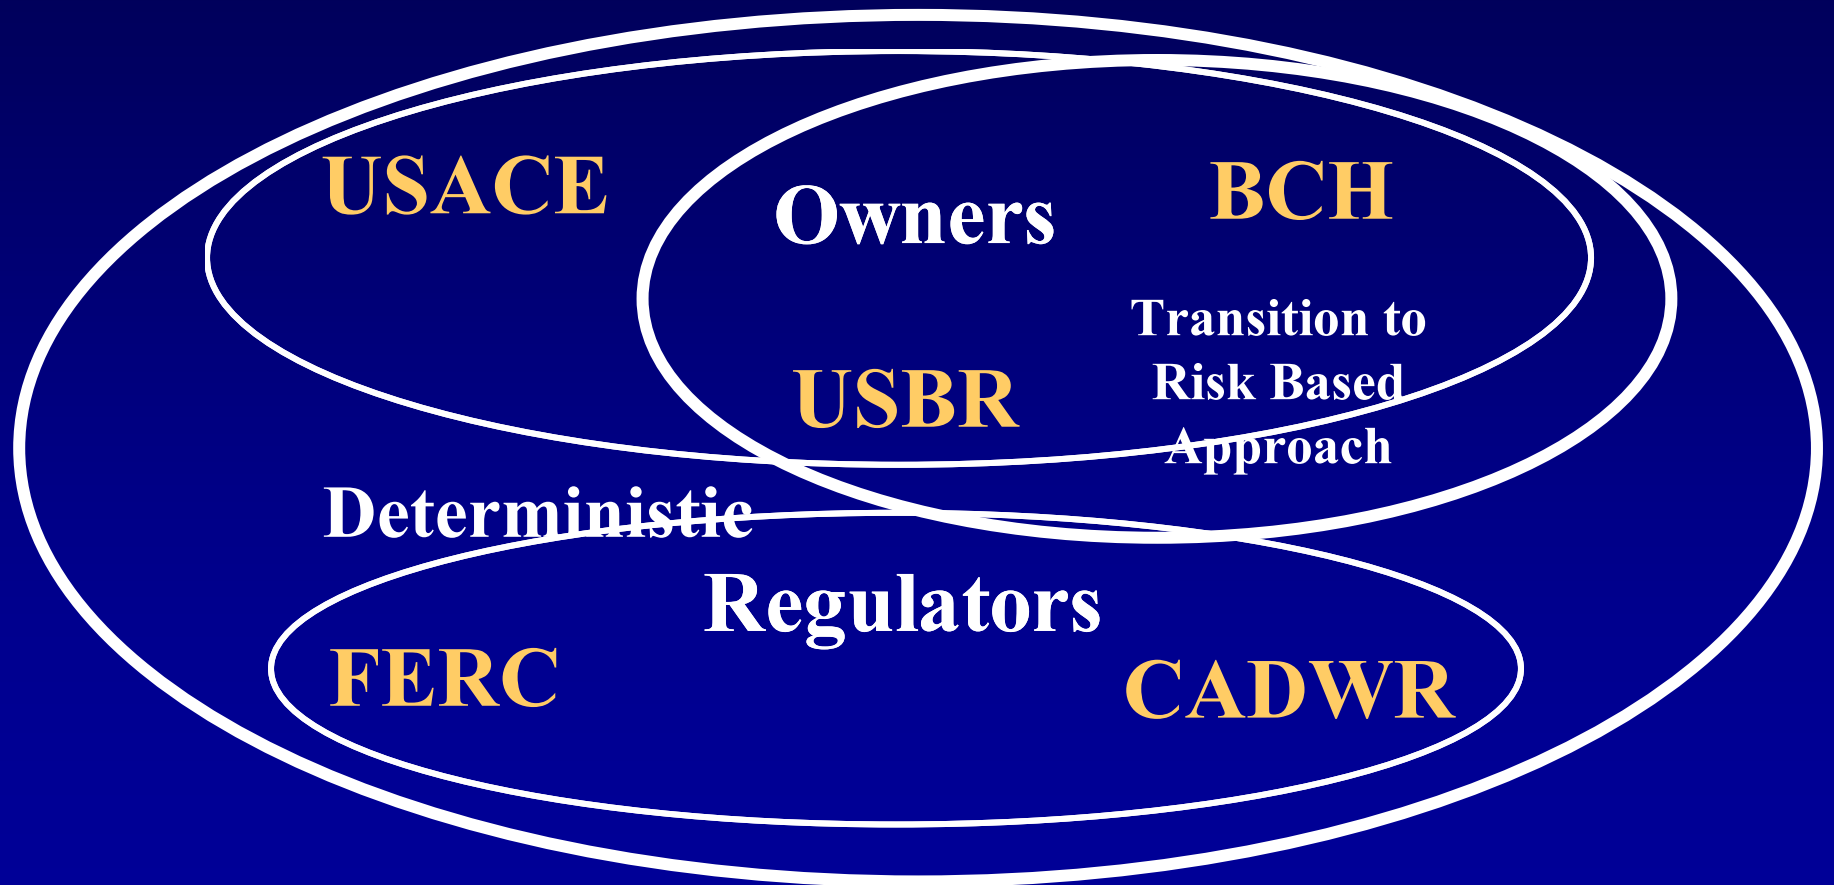 USACE
BCH
Owners
Transition to
Risk Based
Approach
USBR
Deterministic
Regulators
FERC
CADWR